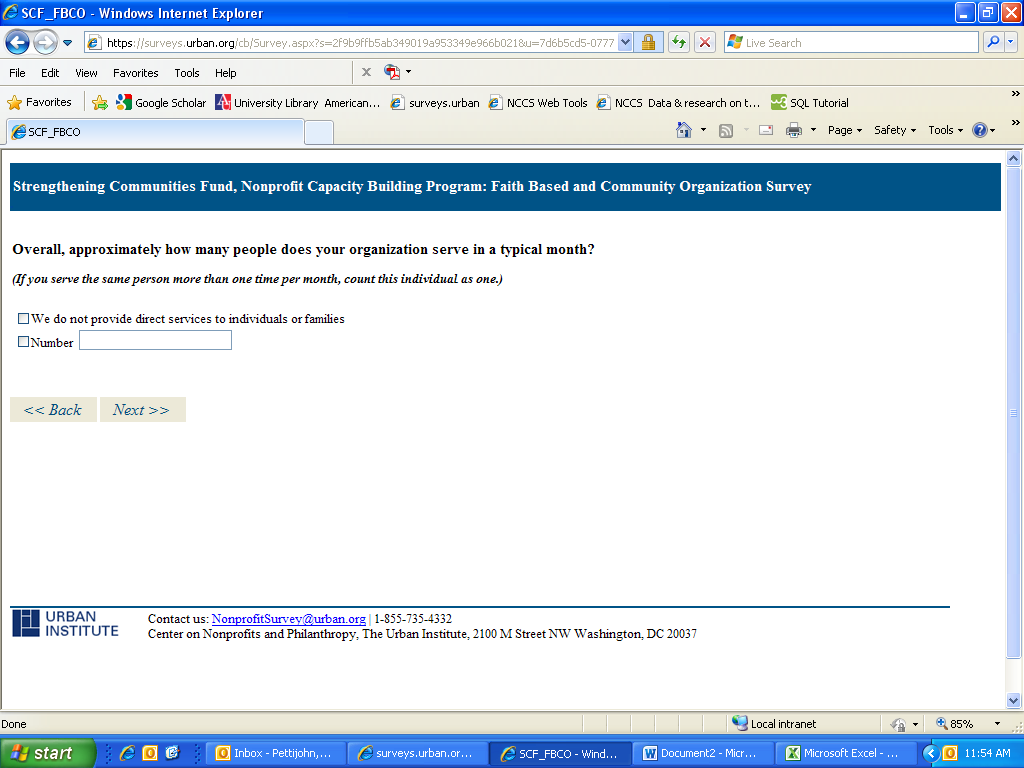 SCF_FBCO - Windows Internet Explorer
https://surveys.urban.org/cb/Survey.aspx?s=2f9b9ffb5ab349019a953349e966b021&u=7d6b5cd5-0777
Live Search
File Edit View Favorites Tools Help
X
Favorites Google Scholar University Library American... surveys.urban NCCS Web Tools NCCS Data & research on t... SQL Tutorial
SCF_FBCO
Page Safety Tools
Strengthening Communities Fund, Nonprofit Capacity Building Program: Faith Based and Community Organization Survey
Overall, approximately how many people does your organization serve in a typical month?
(If you serve the same person more than one time per month, count this individual as one.)
We do not provide direct services to individuals or families
Number
<< Back Next >>
URBAN INSTITUTE
Contact us: NonprofitSurvey@urban.org | 1-855-735-4332
Center on Nonprofits and Philanthropy, The Urban Institute, 2100 M Street NW Washington, DC 20037
Done Local intranet 85%
start Inbox - Pettijohn,... surveys.urban.or... SCF_FBCO - Wind... Document2 - Micr... Microsoft Excel - ... 11:54 AM